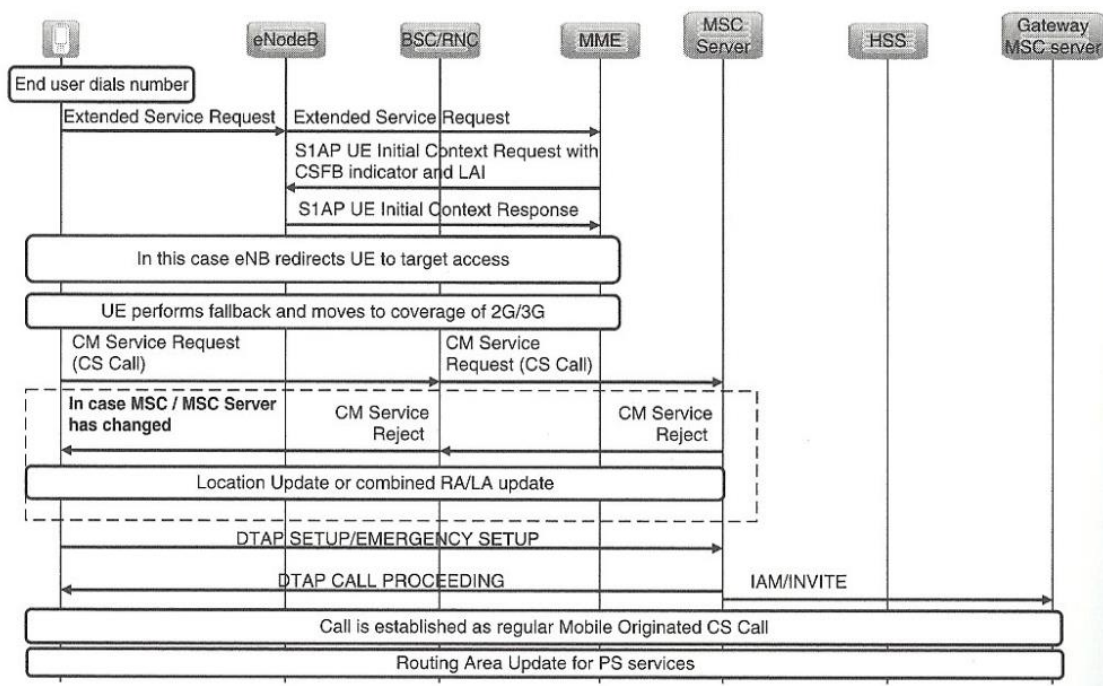 eNodeB
BSC/RNC
MME
MSC
Server
HSS
Gateway
MSC server
End user dials number
Extended Service Request
Extended Service Request
S1AP UE Initial Context Request with
CSFB indicator and LAI
S1AP UE Initial Context Response
In this case eNB redirects UE to target access
UE performs fallback and moves to coverage of 2G/3G
CM Service Request
(CS Call)
CM Service
Request (CS Call)
In case MSC / MSC Server
has changed
CM Service
Reject
CM Service
Reject
Location Update or combined RA/LA update
DTAP SETUP/EMERGENCY SETUP
DTAP CALL PROCEEDING
IAM/INVITE
Call is established as regular Mobile Originated CS Call
Routing Area Update for PS services